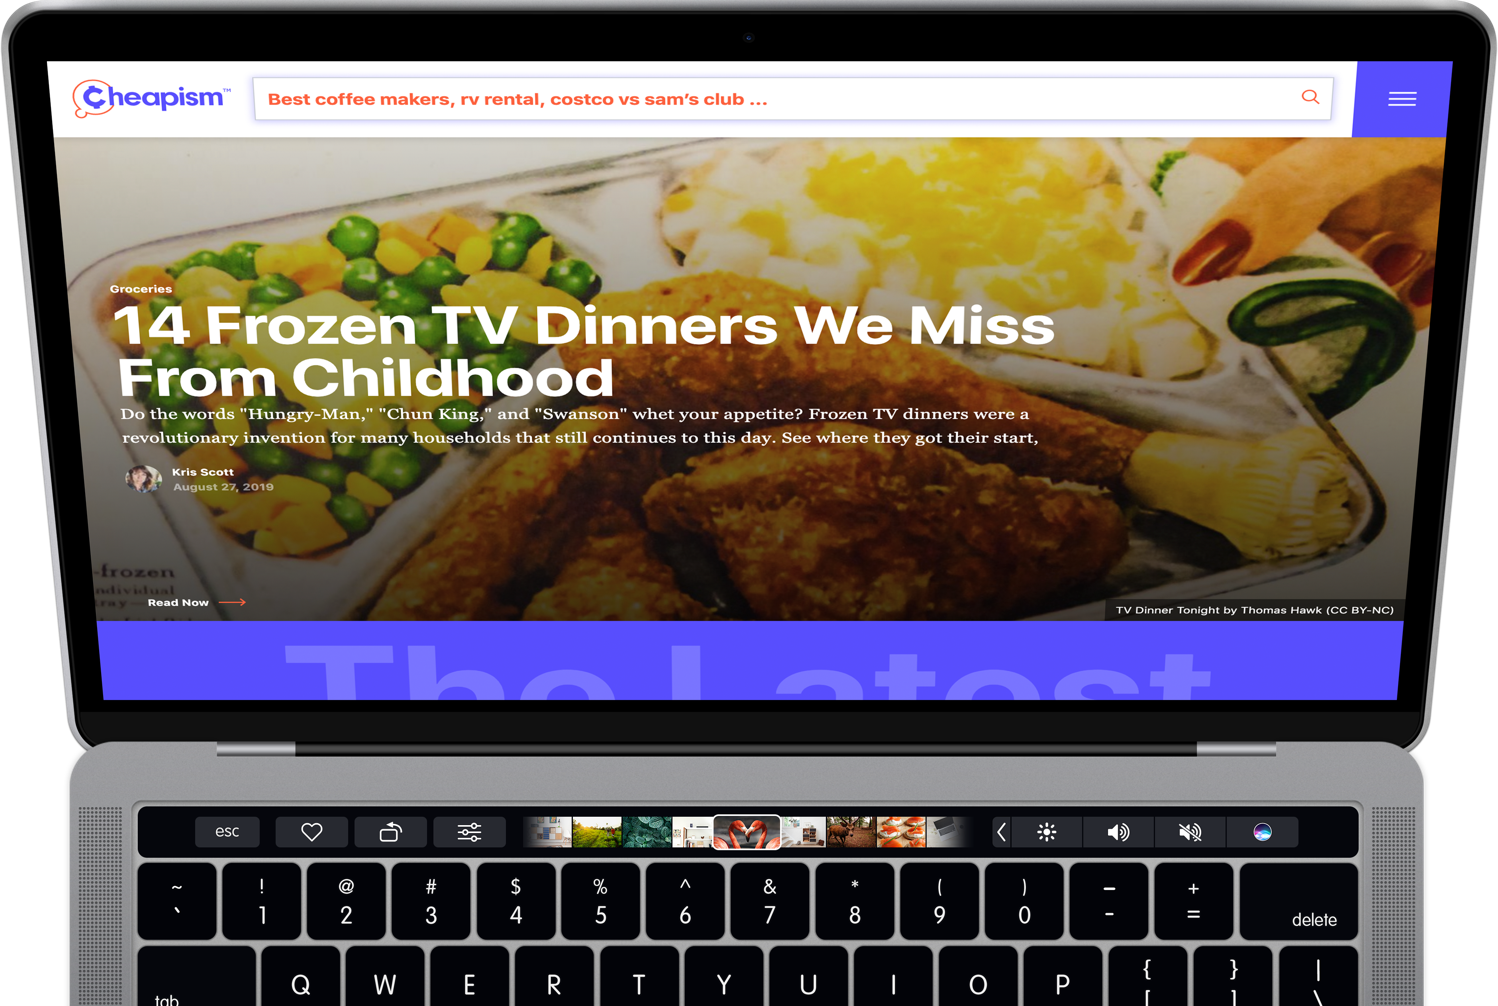 Cheapism™
Best coffee makers, rv rental, costco vs sam's club ...
Groceries
14 Frozen TV Dinners We Miss
From Childhood
Do the words "Hungry-Man," "Chun King," and "Swanson" whet your appetite? Frozen TV dinners were a
revolutionary invention for many households that still continues to this day. See where they got their start,
Kris Scott
August 27, 2019
-frozen
ndividual
ray—
Read Now
TV Dinner Tonight by Thomas Hawk (CC BY-NC)
The Latest
esc
~ ! @ # $ % ^ & * ( ) – +
` 1 2 3 4 5 6 7 8 9 0 - = delete
tab Q W E R T Y U I O P { } |
[ ] \